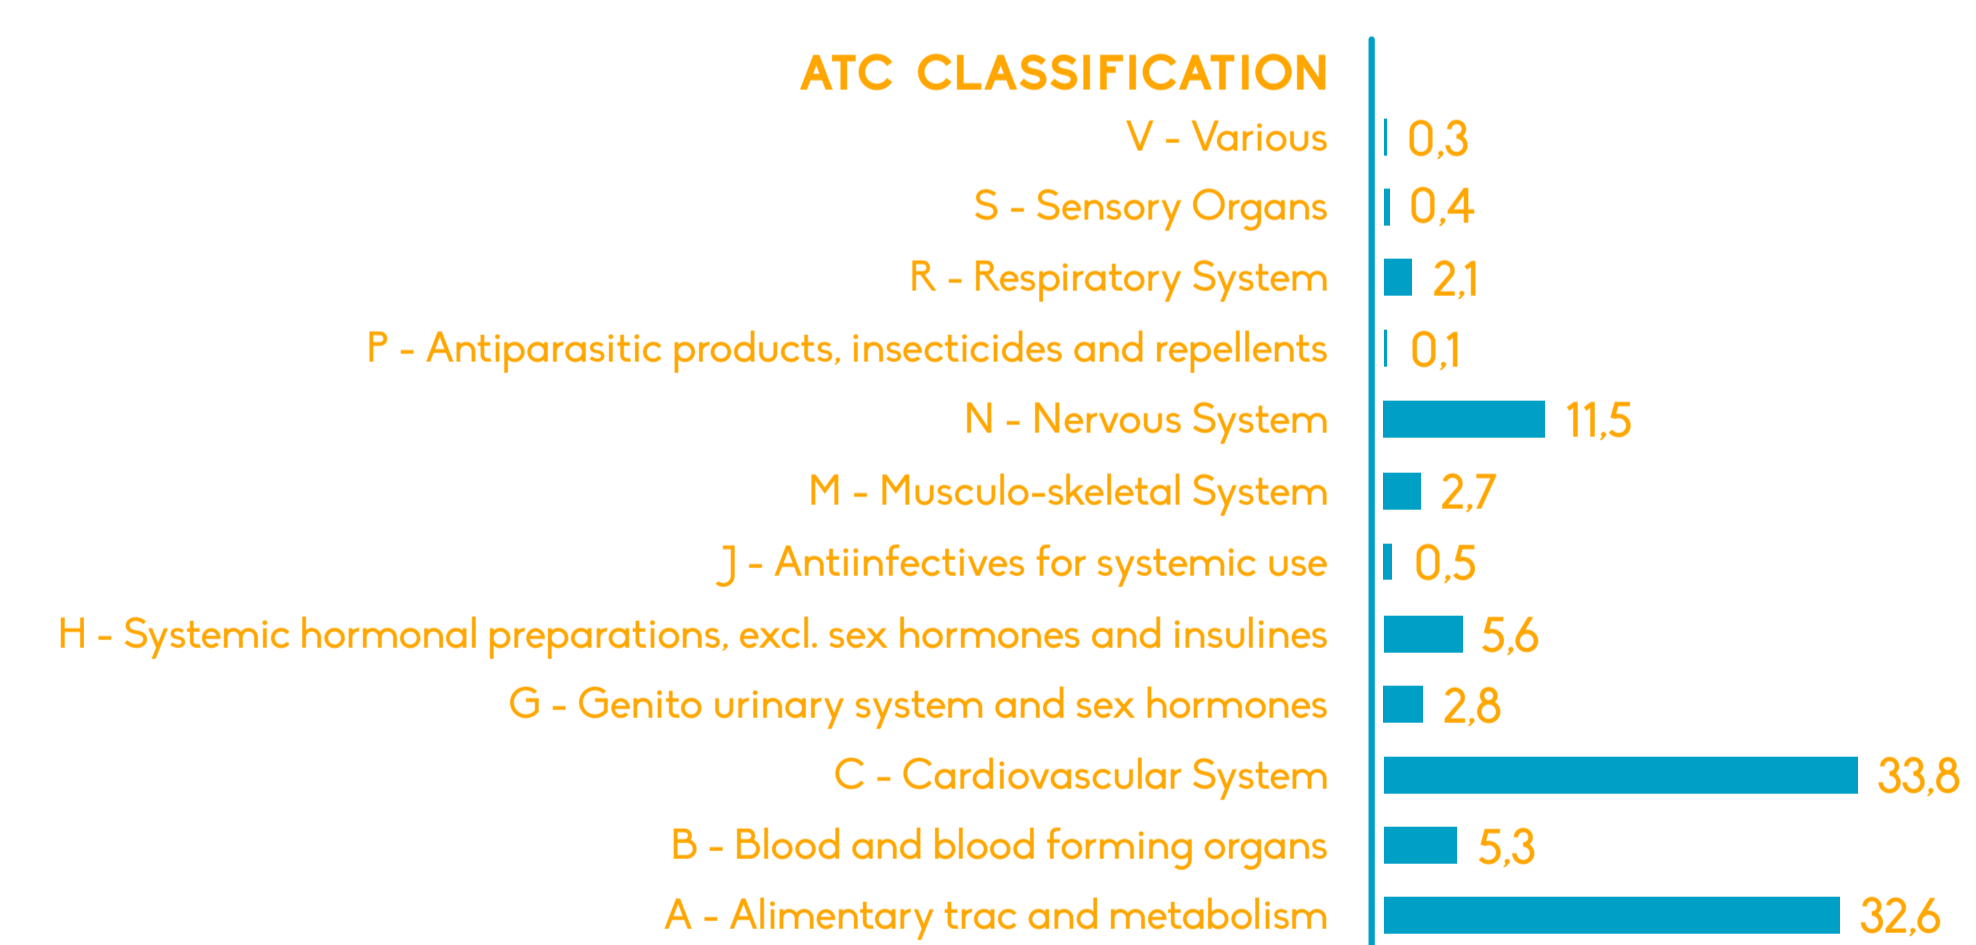 ATC CLASSIFICATION
V - Various 0,3
S - Sensory Organs 0,4
R - Respiratory System 2,1
P - Antiparasitic products, insecticides and repellents 0,1
N - Nervous System 11,5
M - Musculo-skeletal System 2,7
J - Antiinfectives for systemic use 0,5
H - Systemic hormonal preparations, excl. sex hormones and insulines 5,6
G - Genito urinary system and sex hormones 2,8
C - Cardiovascular System 33,8
B - Blood and blood forming organs 5,3
A - Alimentary trac and metabolism 32,6